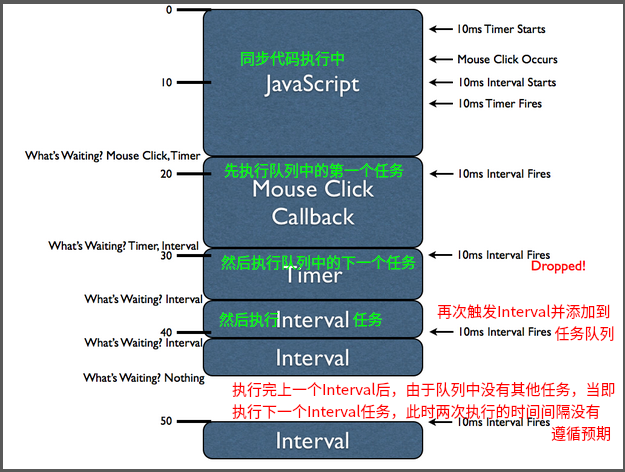 0
10ms Timer Starts
同步代码执行中
Mouse Click Occurs
JavaScript
10
10ms Interval Starts
10ms Timer Fires
What's Waiting? Mouse Click,Timer
先执行队列中的第一个任务
20
10ms Interval Fires
Mouse Click
Callback
What's Waiting? Timer, Interval
30
10ms Interval Fires
Dropped!
然后执行队列中的下一个任务
Timer
What's Waiting? Interval
然后执行Interval任务
再次触发Interval并添加到
任务队列
40
10ms Interval Fires
What's Waiting? Interval
Interval
What's Waiting? Nothing
执行完上一个Interval后，由于队列中没有其他任务，当即
执行下一个Interval任务，此时两次执行的时间间隔没有
遵循预期
50
10ms Interval Fires
Interval